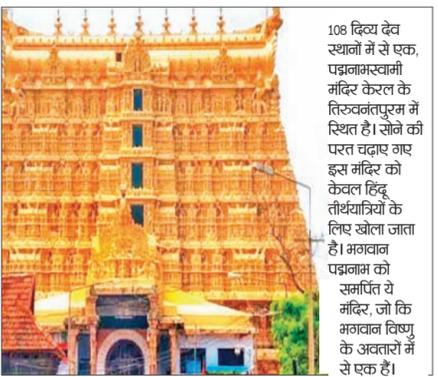 108 दिव्य देव
स्थानों में से एक,
पद्मनाभस्वामी
मंदिर केरल के
तिरुवनंतपुरम में
स्थित है। सोने की
परत चढ़ाए गए
इस मंदिर को
केवल हिंदू
तीर्थयात्रियों के
लिए खोला जाता
है। भगवान
पद्मनाभ को
समर्पित ये
मंदिर, जो कि
भगवान विष्णु
के अवतारों में
से एक हैं।